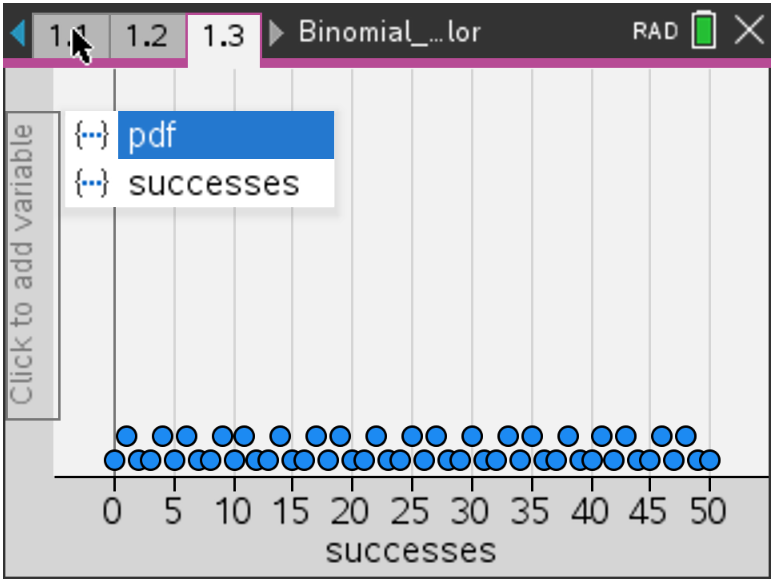 1.1 1.2 1.3 Binomial_...lor RAD
Click to add variable
{···} pdf
{···} successes
0 5 10 15 20 25 30 35 40 45 50
successes